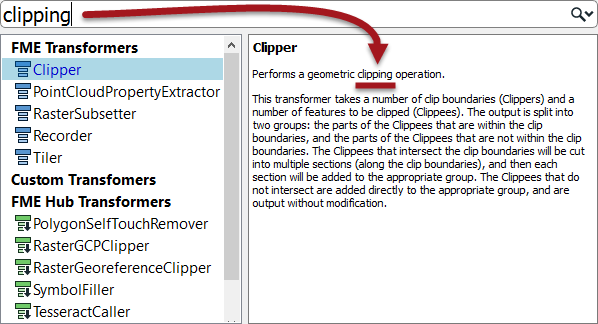 clipping
FME Transformers
Clipper
PointCloudPropertyExtractor
RasterSubsetter
Recorder
Tiler
Custom Transfomers
FME Hub Transfomers
PolygonSelfTouchRemover
RasterGCPClipper
RasterGeoreferenceClipper
SymbolFiller
TesseractCaller
Clipper
Performs a geometric clipping operation.
This transformer takes a number of clip boundaries (Clippers) and a
number of features to be clipped (Clippees). The output is split into
two groups: the parts of the Clippees that are within the clip
boundaries, and the parts of the Clippees that are not within the clip
boundaries. The Clippees that intersect the clip boundaries will be cut
into multiple sections (along the clip boundaries), and then each
section will be added to the appropriate group. The Clippees that do
not intersect are added directly to the appropriate group, and are
output without modification.